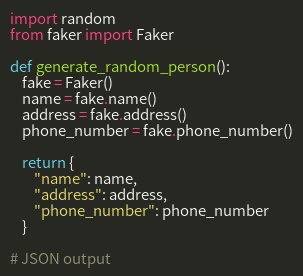 import random
from faker import Faker

def generate_random_person():
    fake = Faker()
    name = fake.name()
    address = fake.address()
    phone_number = fake.phone_number()

    return {
        "name": name,
        "address": address,
        "phone_number": phone_number
    }

# JSON output